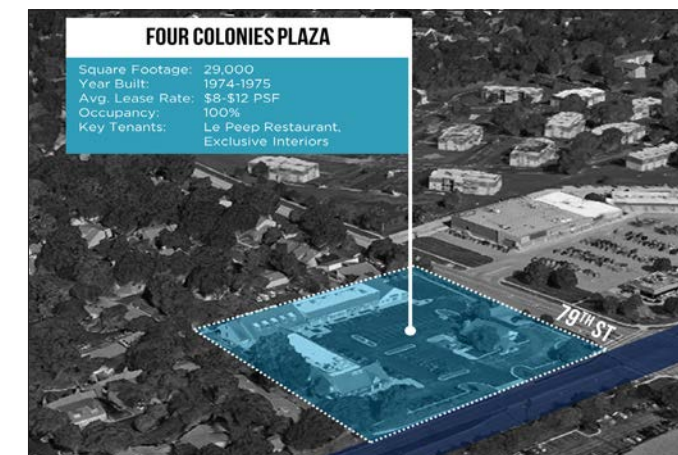 FOUR COLONIES PLAZA
Square Footage: 29,000
Year Built: 1974-1975
Avg. Lease Rate: $8-$12 PSF
Occupancy: 100%
Key Tenants: Le Peep Restaurant,
Exclusive Interiors
79TH ST